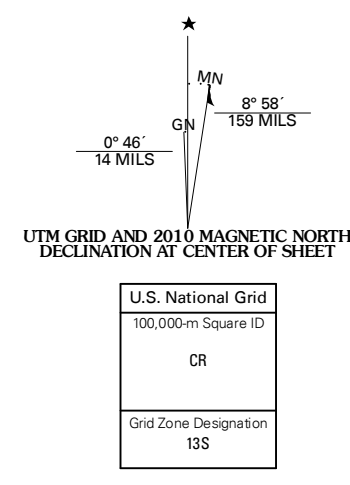 MN
8° 58´
159 MILS
GN
0° 46´
14 MILS
UTM GRID AND 2010 MAGNETIC NORTH
DECLINATION AT CENTER OF SHEET
U.S. National Grid
100,000-m Square ID
CR
Grid Zone Designation
13S